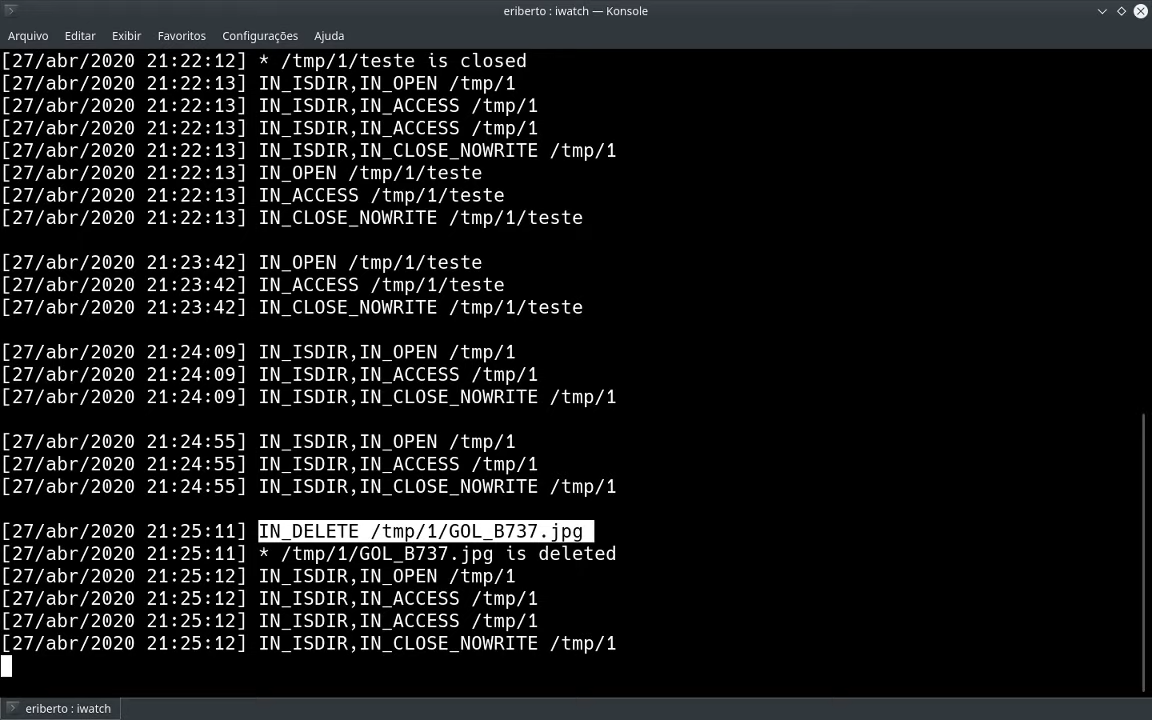 eriberto : iwatch — Konsole
Arquivo Editar Exibir Favoritos Configurações Ajuda
[27/abr/2020 21:22:12] * /tmp/1/teste is closed
[27/abr/2020 21:22:13] IN_ISDIR,IN_OPEN /tmp/1
[27/abr/2020 21:22:13] IN_ISDIR,IN_ACCESS /tmp/1
[27/abr/2020 21:22:13] IN_ISDIR,IN_ACCESS /tmp/1
[27/abr/2020 21:22:13] IN_ISDIR,IN_CLOSE_NOWRITE /tmp/1
[27/abr/2020 21:22:13] IN_OPEN /tmp/1/teste
[27/abr/2020 21:22:13] IN_ACCESS /tmp/1/teste
[27/abr/2020 21:22:13] IN_CLOSE_NOWRITE /tmp/1/teste
[27/abr/2020 21:23:42] IN_OPEN /tmp/1/teste
[27/abr/2020 21:23:42] IN_ACCESS /tmp/1/teste
[27/abr/2020 21:23:42] IN_CLOSE_NOWRITE /tmp/1/teste
[27/abr/2020 21:24:09] IN_ISDIR,IN_OPEN /tmp/1
[27/abr/2020 21:24:09] IN_ISDIR,IN_ACCESS /tmp/1
[27/abr/2020 21:24:09] IN_ISDIR,IN_CLOSE_NOWRITE /tmp/1
[27/abr/2020 21:24:55] IN_ISDIR,IN_OPEN /tmp/1
[27/abr/2020 21:24:55] IN_ISDIR,IN_ACCESS /tmp/1
[27/abr/2020 21:24:55] IN_ISDIR,IN_CLOSE_NOWRITE /tmp/1
[27/abr/2020 21:25:11] IN_DELETE /tmp/1/GOL_B737.jpg
[27/abr/2020 21:25:11] * /tmp/1/GOL_B737.jpg is deleted
[27/abr/2020 21:25:12] IN_ISDIR,IN_OPEN /tmp/1
[27/abr/2020 21:25:12] IN_ISDIR,IN_ACCESS /tmp/1
[27/abr/2020 21:25:12] IN_ISDIR,IN_ACCESS /tmp/1
[27/abr/2020 21:25:12] IN_ISDIR,IN_CLOSE_NOWRITE /tmp/1
eriberto : iwatch